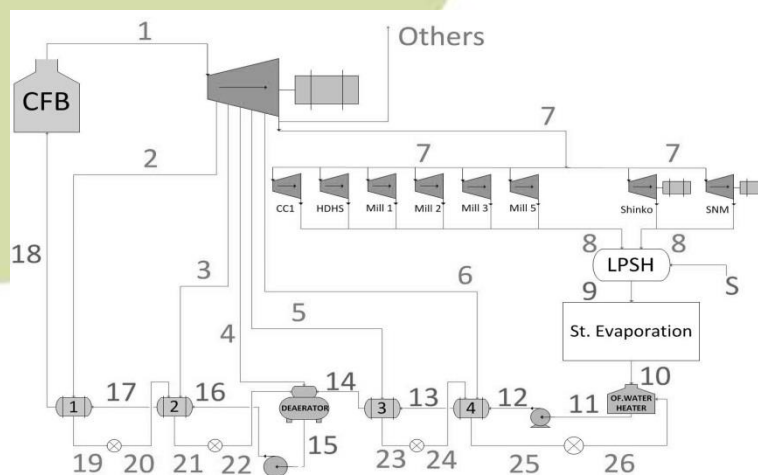 1
Others
CFB
7
2
7
7
CC1 HDHS Mill 1 Mill 2 Mill 3 Mill 5 Shinko SNM
18
8 8
3
6
LPSH
9
S
5
4
St. Evaporation
10
17 16 14 13 12 11
OF.WATER
HEATER
1 2 DEAERATOR 3 4
15
19 20 21 22 23 24 25 26